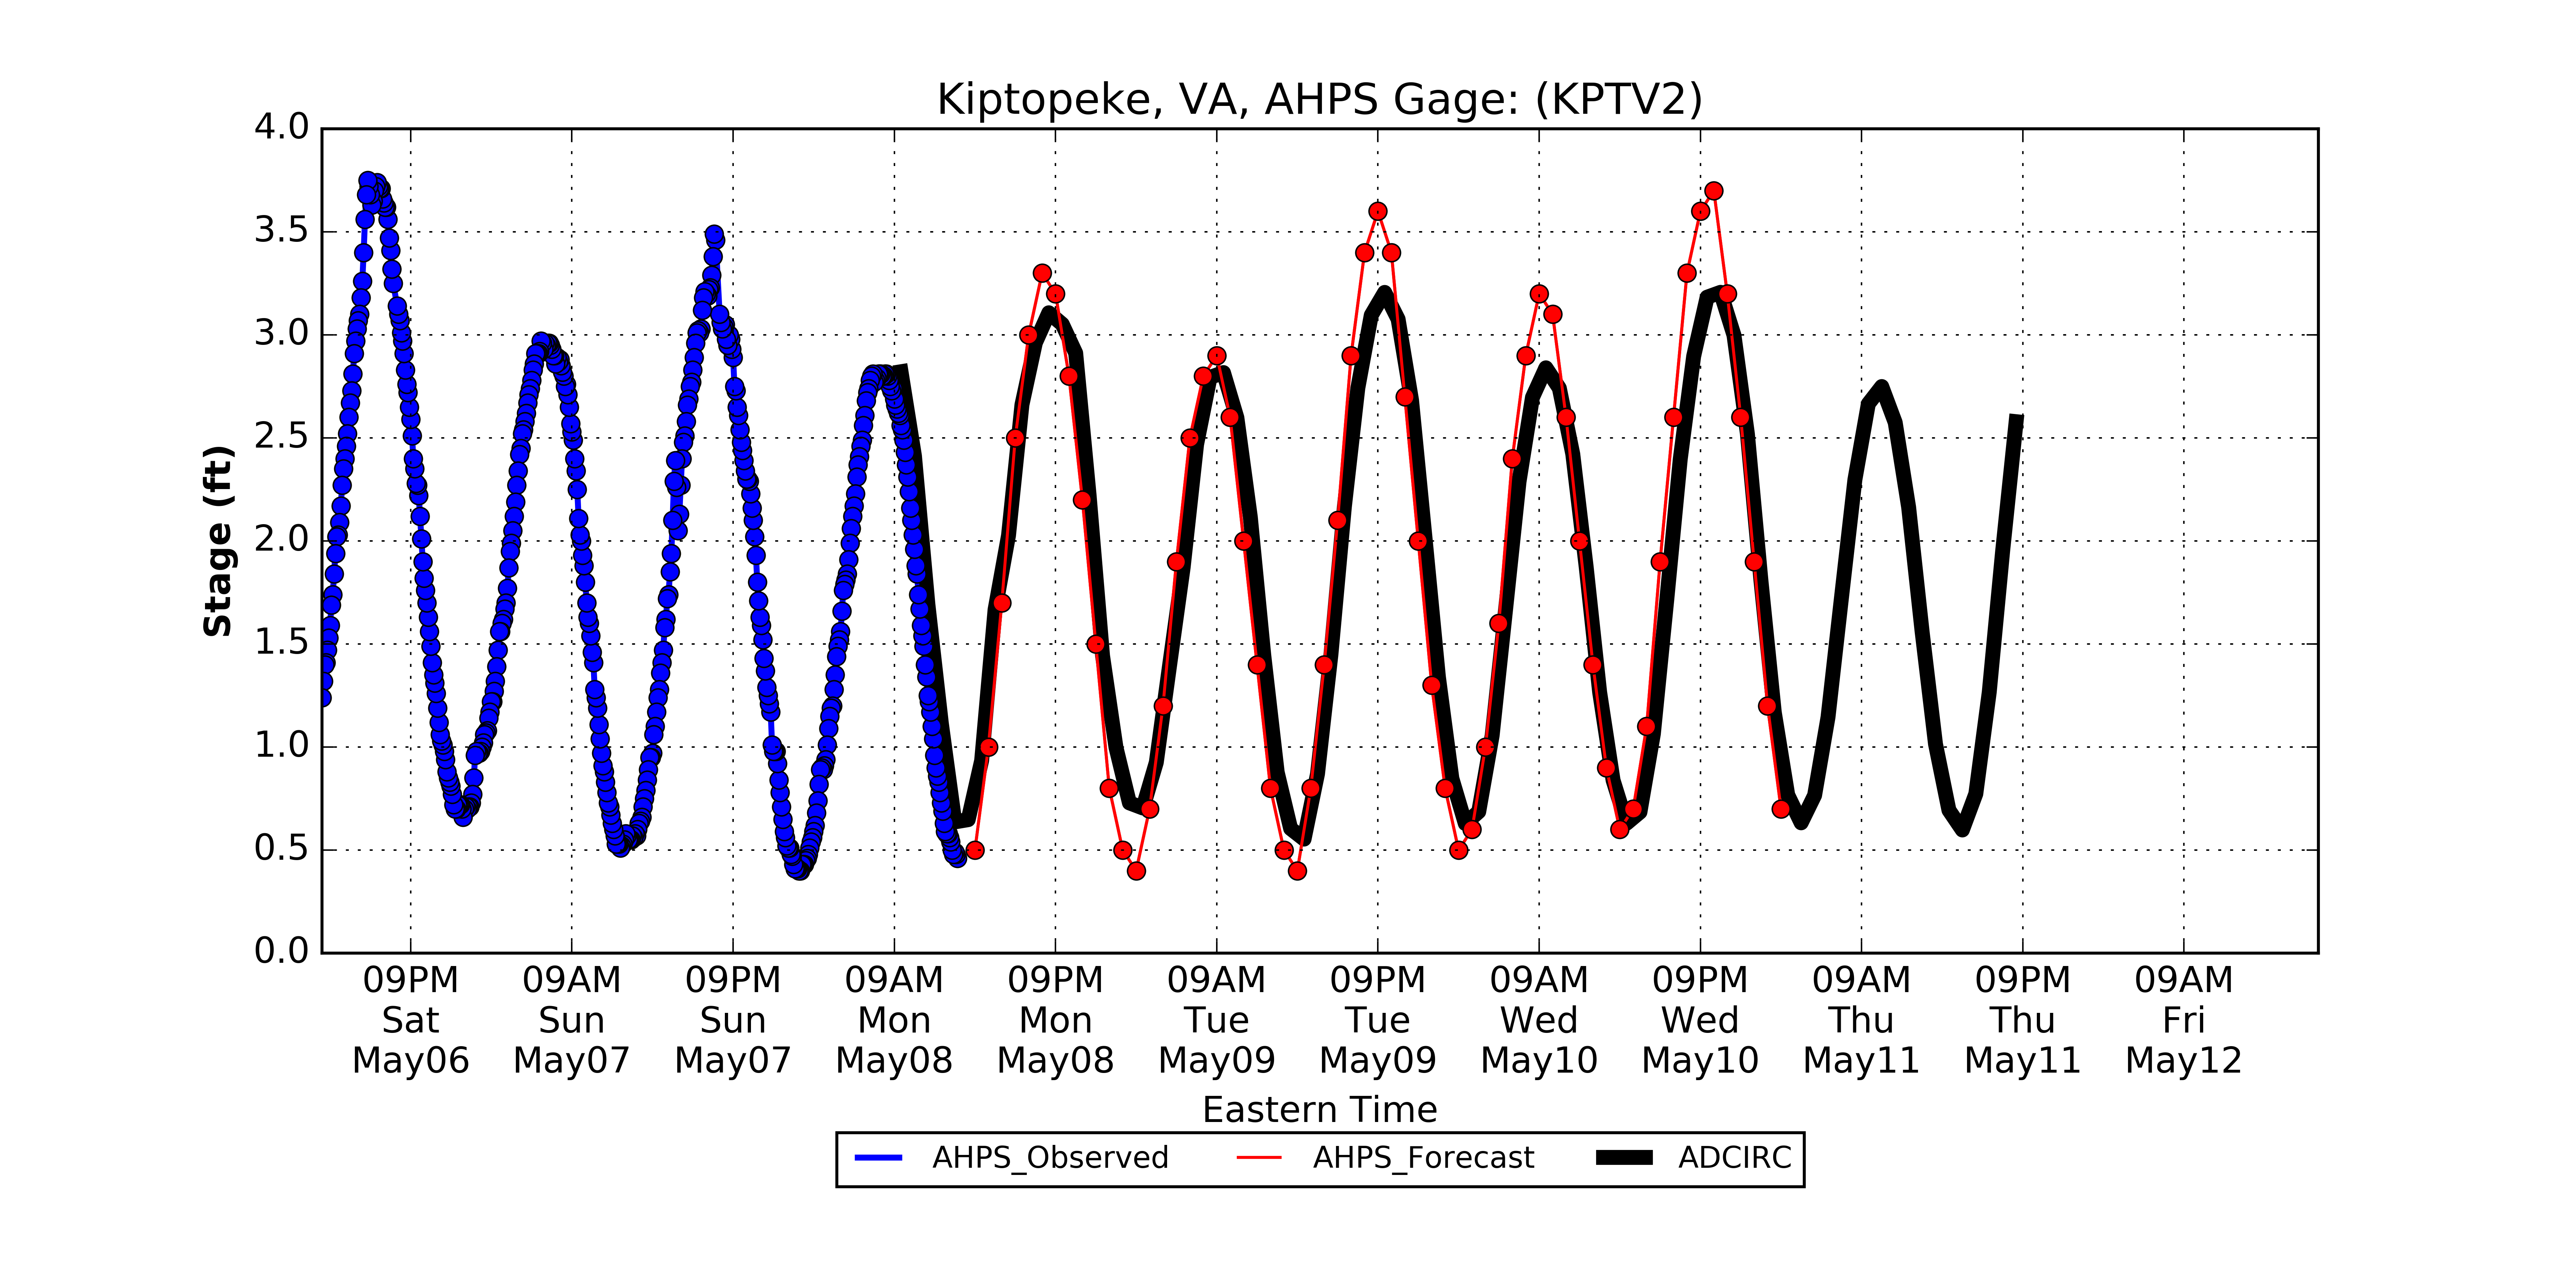 Kiptopeke, VA, AHPS Gage: (KPTV2)
4.0
3.5
3.0
2.5
2.0
1.5
1.0
0.5
0.0
Stage (ft)
09PM 09AM 09PM 09AM 09PM 09AM 09PM 09AM 09PM 09AM 09PM 09AM
Sat Sun Sun Mon Mon Tue Tue Wed Wed Thu Thu Fri
May06 May07 May07 May08 May08 May09 May09 May10 May10 May11 May11 May12
Eastern Time
AHPS_Observed AHPS_Forecast ADCIRC